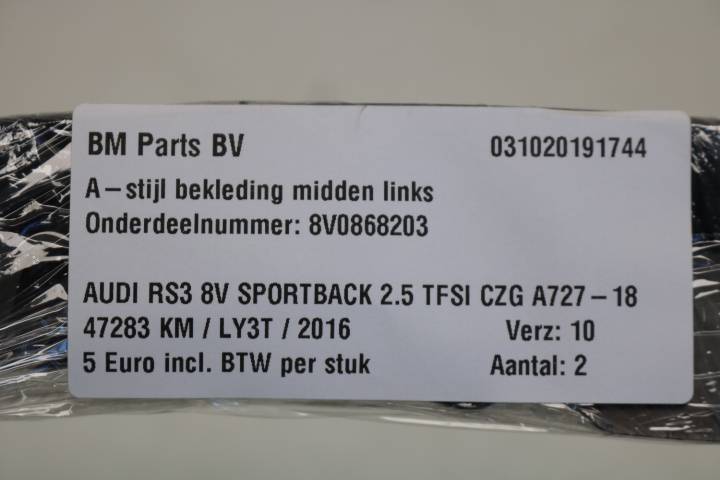 BM Parts BV 031020191744
A-stijl bekleding midden links
Onderdeelnummer: 8V0868203
AUDI RS3 8V SPORTBACK 2.5 TFSI CZG A727-18
47283 KM / LY3T / 2016 Verz: 10
5 Euro incl. BTW per stuk Aantal: 2